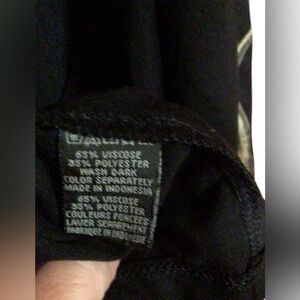 65% VISCOSE
35% POLYESTER
WASH DARK
COLOR SEPARATELY
MADE IN INDONESIA
65% VISCOSE
35% POLYESTER
COULEURS FONCEES
LAVER SEPAREMENT
FABRIQUE EN INDONESIE